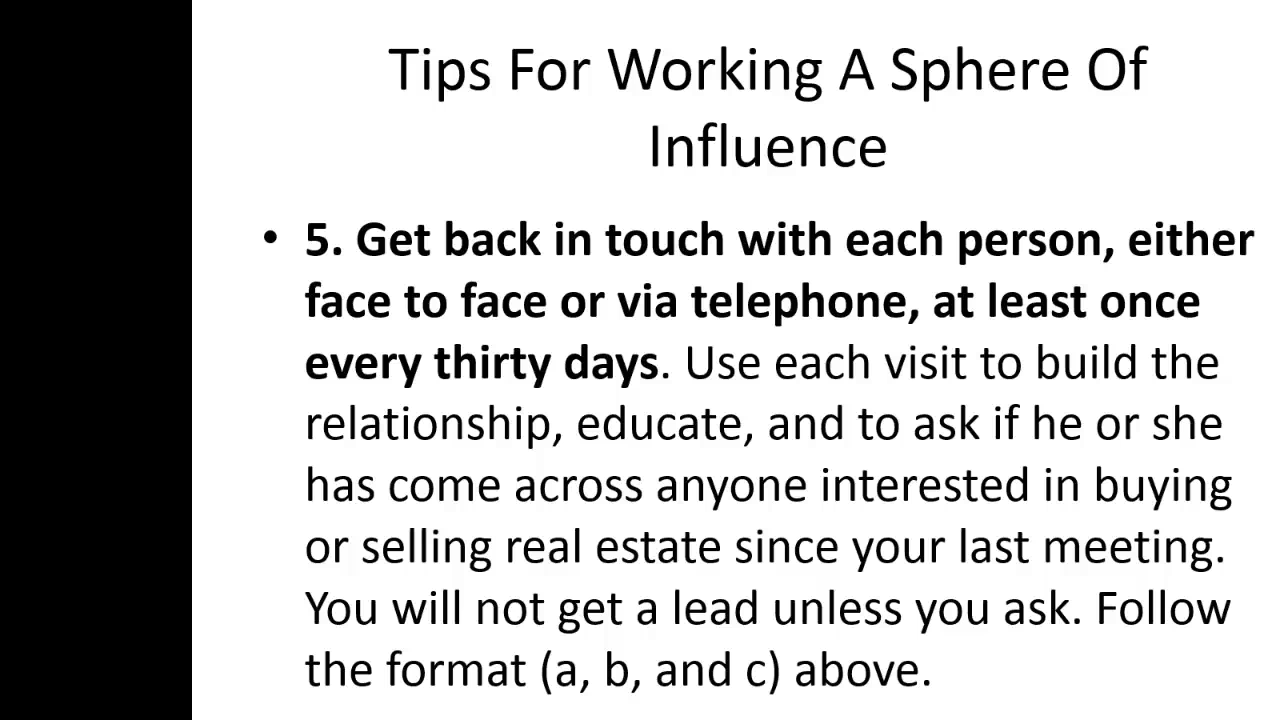 Tips For Working A Sphere Of
Influence
• 5. Get back in touch with each person, either
face to face or via telephone, at least once
every thirty days. Use each visit to build the
relationship, educate, and to ask if he or she
has come across anyone interested in buying
or selling real estate since your last meeting.
You will not get a lead unless you ask. Follow
the format (a, b, and c) above.